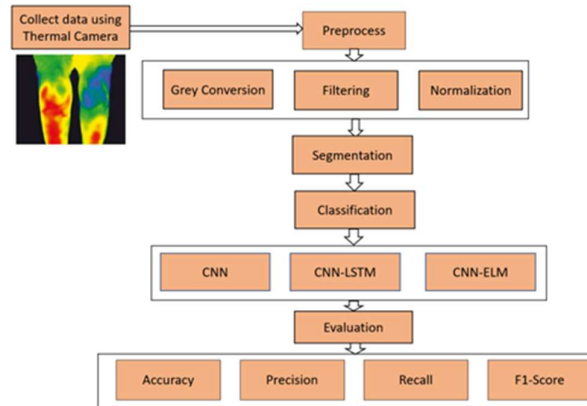 Collect data using
Thermal Camera
Preprocess
Grey Conversion
Filtering
Normalization
Segmentation
Classification
CNN
CNN-LSTM
CNN-ELM
Evaluation
Accuracy
Precision
Recall
F1-Score